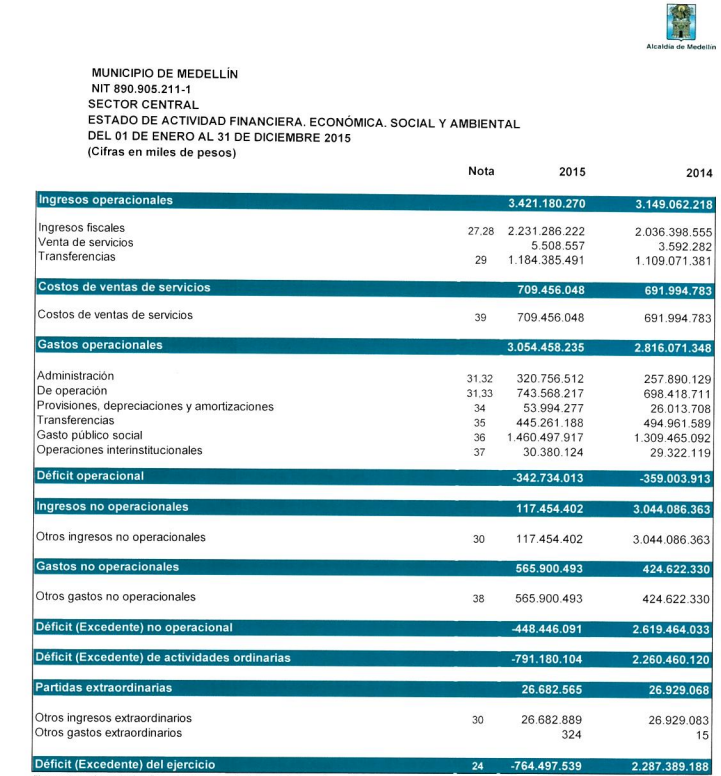 Alcaldía de Medellín
MUNICIPIO DE MEDELLÍN
NIT 890.905.211-1
SECTOR CENTRAL
ESTADO DE ACTIVIDAD FINANCIERA. ECONÓMICA. SOCIAL Y AMBIENTAL
DEL 01 DE ENERO AL 31 DE DICIEMBRE 2015
(Cifras en miles de pesos)
Nota 2015 2014
Ingresos operacionales 3.421.180.270 3.149.062.218
Ingresos fiscales 27,28 2.231.286.222 2.036.398.555
Venta de servicios 5.508.557 3.592.282
Transferencias 29 1.184.385.491 1.109.071.381
Costos de ventas de servicios 709.456.048 691.994.783
Costos de ventas de servicios 39 709.456.048 691.994.783
Gastos operacionales 3.054.458.235 2.816.071.348
Administración 31,32 320.756.512 257.890.129
De operación 31,33 743.568.217 698.418.711
Provisiones, depreciaciones y amortizaciones 34 53.994.277 26.013.708
Transferencias 35 445.261.188 494.961.589
Gasto público social 36 1.460.497.917 1.309.465.092
Operaciones interinstitucionales 37 30.380.124 29.322.119
Déficit operacional -342.734.013 -359.003.913
Ingresos no operacionales 117.454.402 3.044.086.363
Otros ingresos no operacionales 30 117.454.402 3.044.086.363
Gastos no operacionales 565.900.493 424.622.330
Otros gastos no operacionales 38 565.900.493 424.622.330
Déficit (Excedente) no operacional -448.446.091 2.619.464.033
Déficit (Excedente) de actividades ordinarias -791.180.104 2.260.460.120
Partidas extraordinarias 26.682.565 26.929.068
Otros ingresos extraordinarios 30 26.682.889 26.929.083
Otros gastos extraordinarios 324 15
Déficit (Excedente) del ejercicio 24 -764.497.539 2.287.389.188